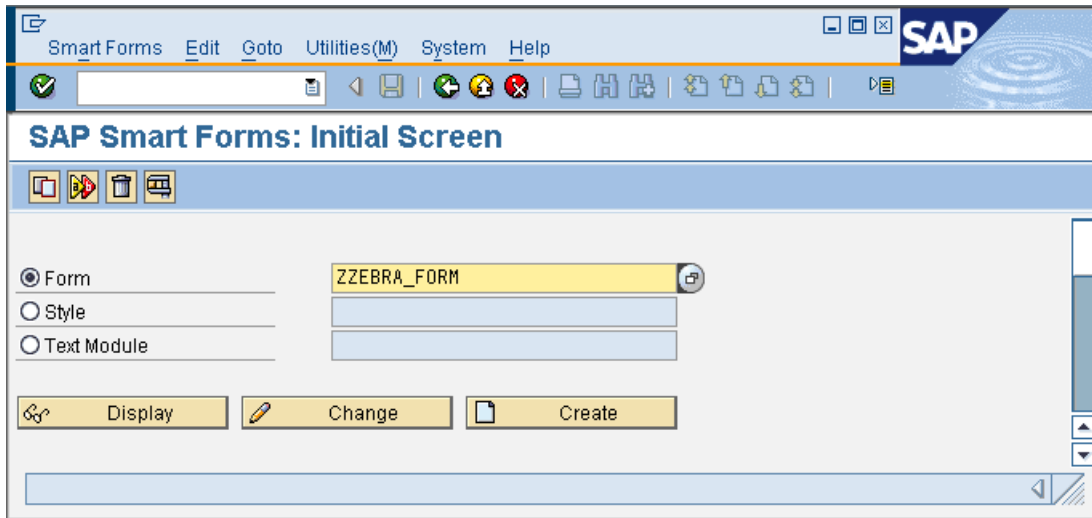 Smart Forms Edit Goto Utilities(M) System Help
SAP
SAP Smart Forms: Initial Screen
Form ZZEBRA_FORM
Style
Text Module
Display Change Create